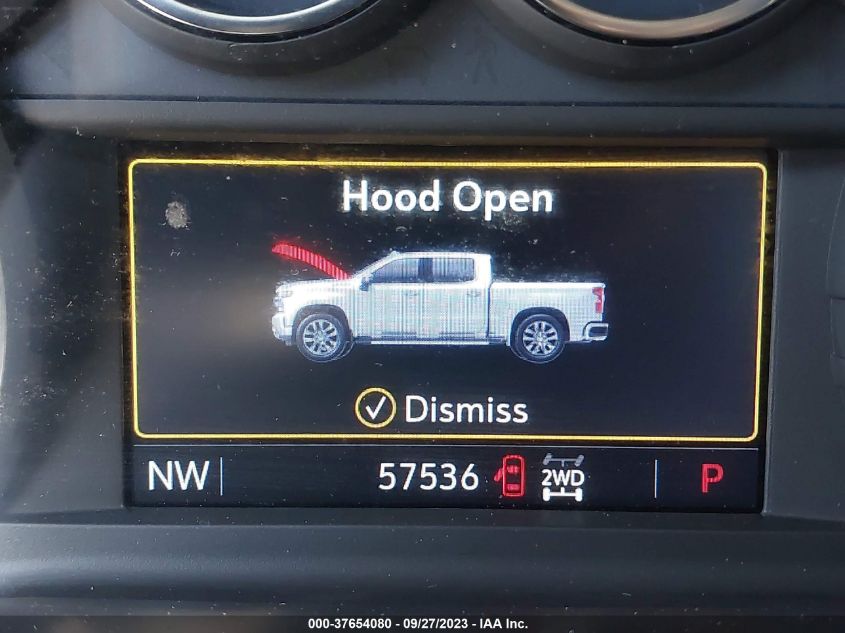 Hood Open
Dismiss
NW 57536 2WD P
000-37654080 - 09/27/2023 - IAA Inc.